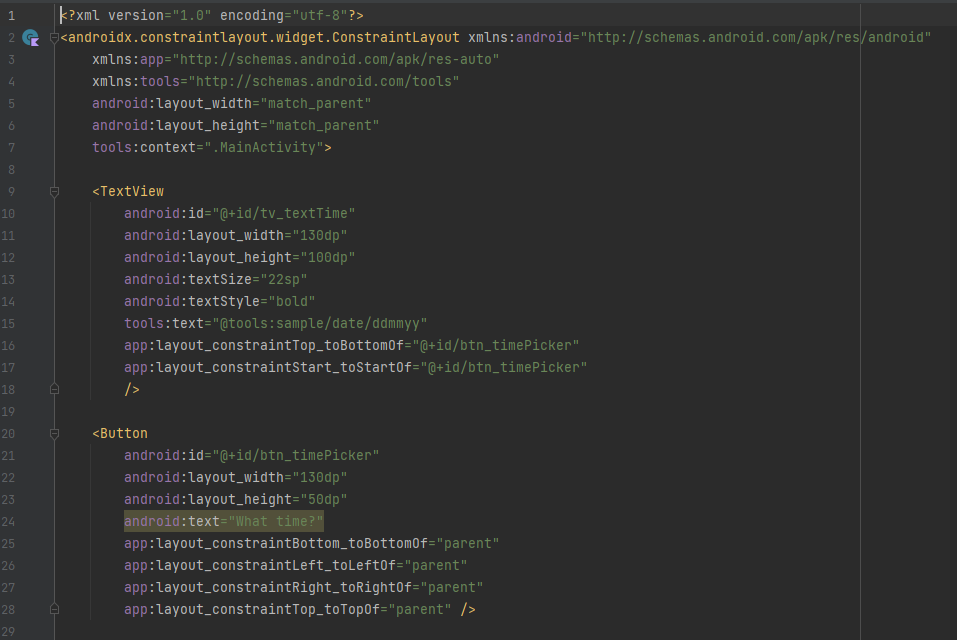 1 <?xml version="1.0" encoding="utf-8"?>
2 <androidx.constraintlayout.widget.ConstraintLayout xmlns:android="http://schemas.android.com/apk/res/android"
3     xmlns:app="http://schemas.android.com/apk/res-auto"
4     xmlns:tools="http://schemas.android.com/tools"
5     android:layout_width="match_parent"
6     android:layout_height="match_parent"
7     tools:context=".MainActivity">
8
9     <TextView
10         android:id="@+id/tv_textTime"
11         android:layout_width="130dp"
12         android:layout_height="100dp"
13         android:textSize="22sp"
14         android:textStyle="bold"
15         tools:text="@tools:sample/date/ddmmyy"
16         app:layout_constraintTop_toBottomOf="@+id/btn_timePicker"
17         app:layout_constraintStart_toStartOf="@+id/btn_timePicker"
18         />
19
20     <Button
21         android:id="@+id/btn_timePicker"
22         android:layout_width="130dp"
23         android:layout_height="50dp"
24         android:text="What time?"
25         app:layout_constraintBottom_toBottomOf="parent"
26         app:layout_constraintLeft_toLeftOf="parent"
27         app:layout_constraintRight_toRightOf="parent"
28         app:layout_constraintTop_toTopOf="parent" />
29